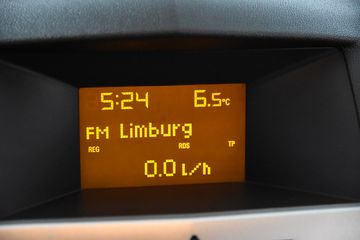 5:24 6.5°C
FM Limburg
REG RDS TP
0.0 l/h